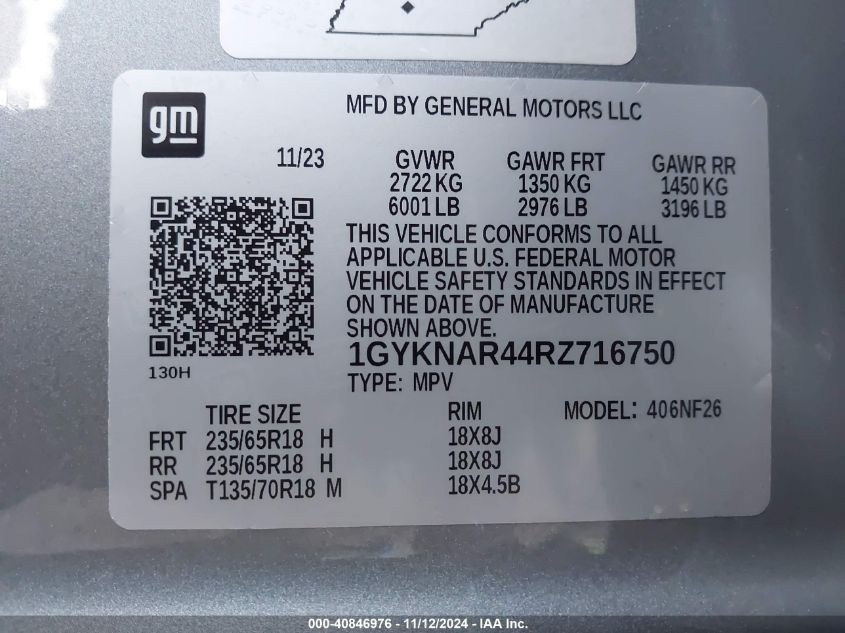 gm
MFD BY GENERAL MOTORS LLC
11/23 GVWR GAWR FRT GAWR RR
2722 KG 1350 KG 1450 KG
6001 LB 2976 LB 3196 LB
THIS VEHICLE CONFORMS TO ALL
APPLICABLE U.S. FEDERAL MOTOR
VEHICLE SAFETY STANDARDS IN EFFECT
ON THE DATE OF MANUFACTURE
SHOWN ABOVE.
1GYKNAR44RZ716750
130H
TYPE: MPV
TIRE SIZE RIM MODEL: 406NF26
FRT 235/65R18 H 18X8J
RR 235/65R18 H 18X8J
SPA T135/70R18 M 18X4.5B
000-40846976 - 11/12/2024 - IAA Inc.